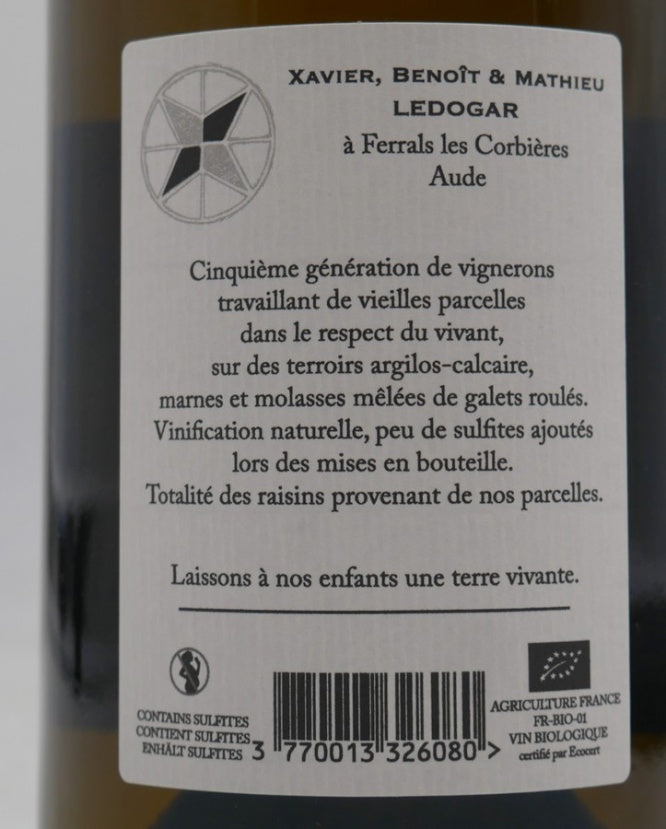 XAVIER, BENOÎT & MATHIEU
LEDOGAR
à Ferrals les Corbières
Aude
Cinquième génération de vignerons
travaillant de vieilles parcelles
dans le respect du vivant,
sur des terroirs argilos-calcaire,
marnes et molasses mêlées de galets roulés.
Vinification naturelle, peu de sulfites ajoutés
lors des mises en bouteille.
Totalité des raisins provenant de nos parcelles.
Laissons à nos enfants une terre vivante.
CONTAINS SULFITES
CONTIENT SULFITES
ENHÄLT SULFITES
3 770013 326080 >
AGRICULTURE FRANCE
FR-BIO-01
VIN BIOLOGIQUE
certifié par Ecocert